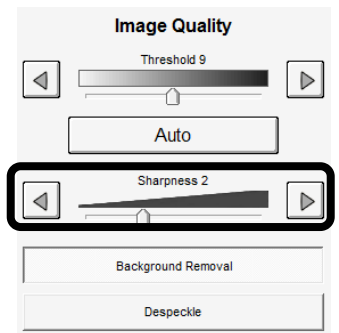 Image Quality
Threshold 9
Auto
Sharpness 2
Background Removal
Despeckle